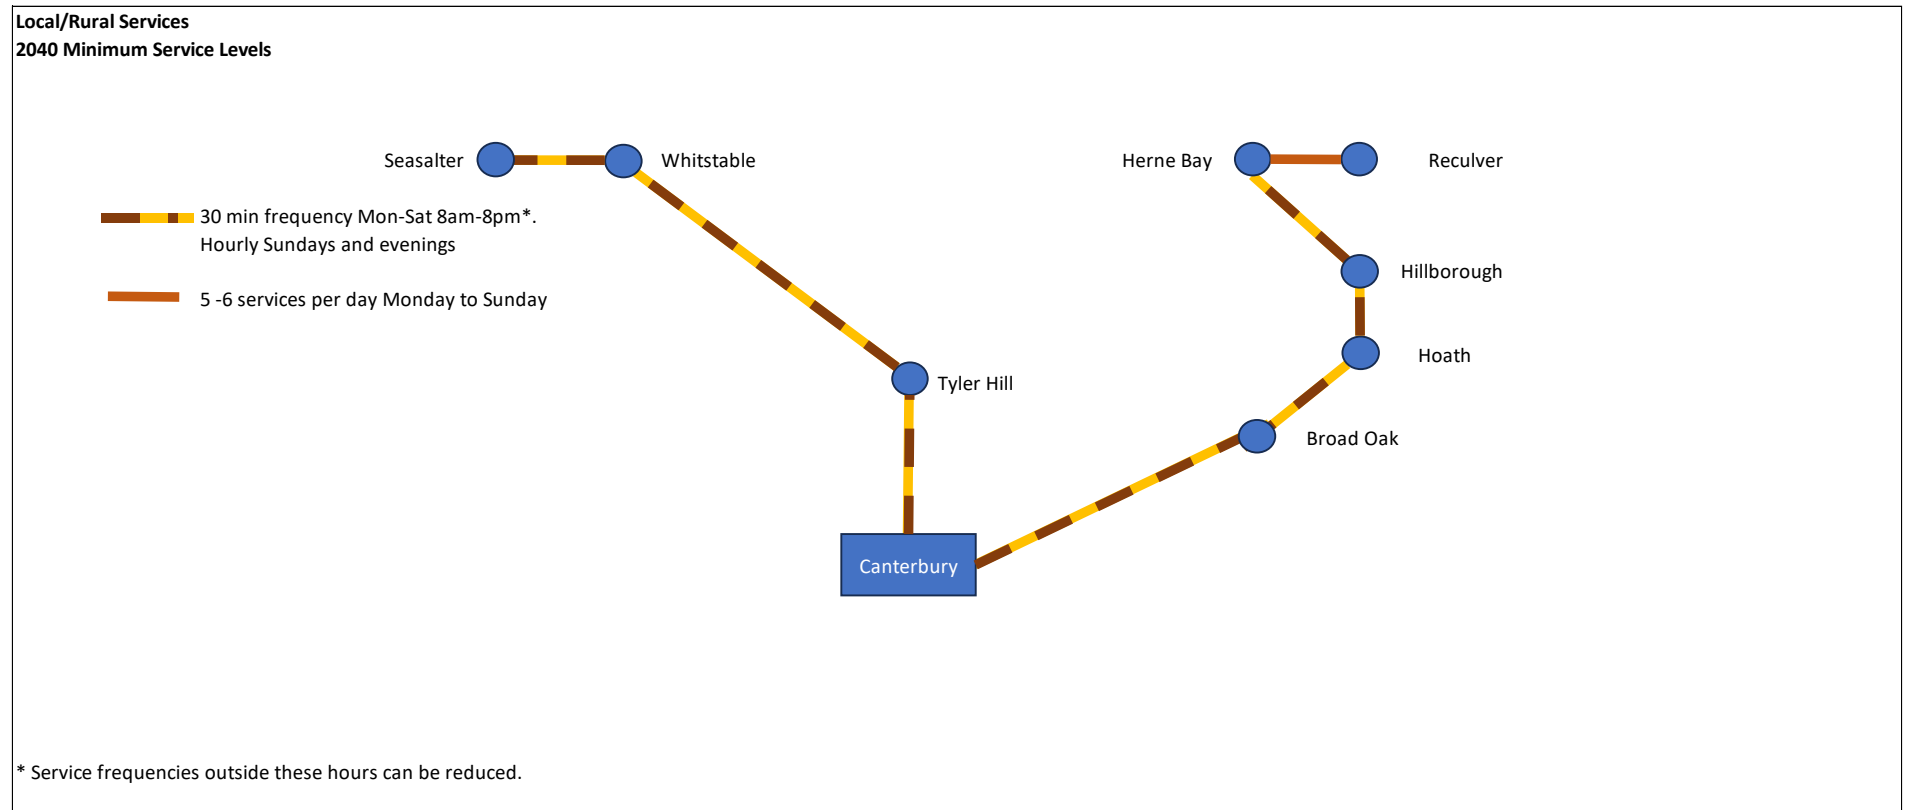 Local/Rural Services
2040 Minimum Service Levels
Seasalter
Whitstable
Herne Bay
Reculver
30 min frequency Mon-Sat 8am-8pm*.
Hourly Sundays and evenings
Hillborough
5 -6 services per day Monday to Sunday
Hoath
Tyler Hill
Broad Oak
Canterbury
* Service frequencies outside these hours can be reduced.